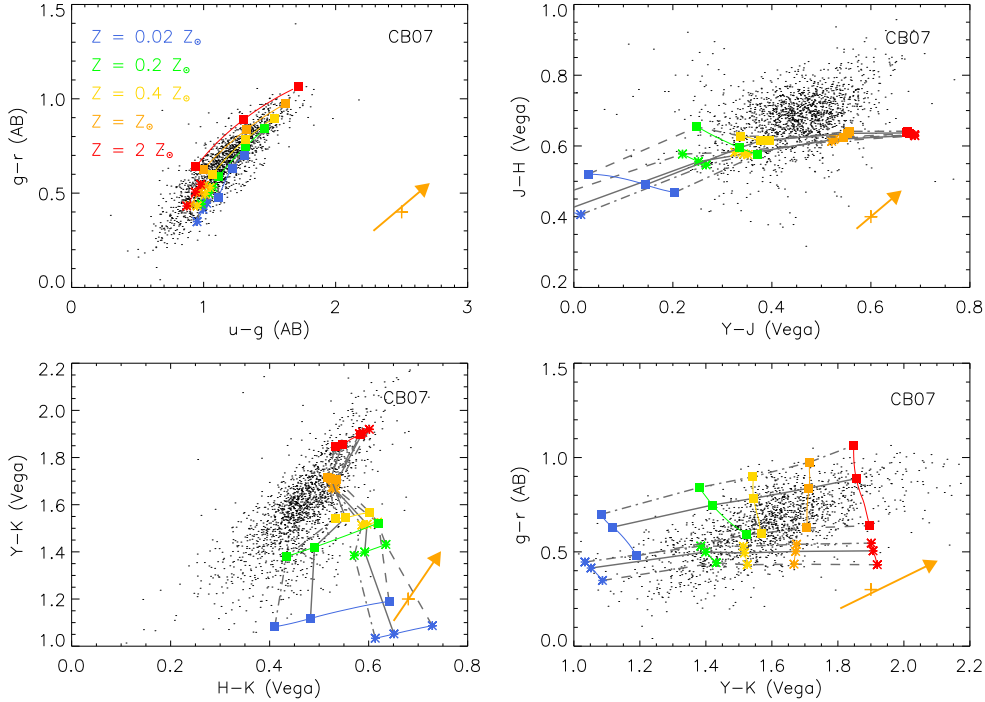 1.5
1.0
0.5
0.0
g−r (AB)
Z = 0.02 Z⊙
Z = 0.2 Z⊙
Z = 0.4 Z⊙
Z = Z⊙
Z = 2 Z⊙
CB07
0
1
2
3
u−g (AB)
1.0
0.8
0.6
0.4
0.2
J−H (Vega)
CB07
0.0
0.2
0.4
0.6
0.8
Y−J (Vega)
2.2
2.0
1.8
1.6
1.4
1.2
1.0
Y−K (Vega)
CB07
0.0
0.2
0.4
0.6
0.8
H−K (Vega)
1.5
1.0
0.5
0.0
g−r (AB)
CB07
1.0
1.2
1.4
1.6
1.8
2.0
2.2
Y−K (Vega)